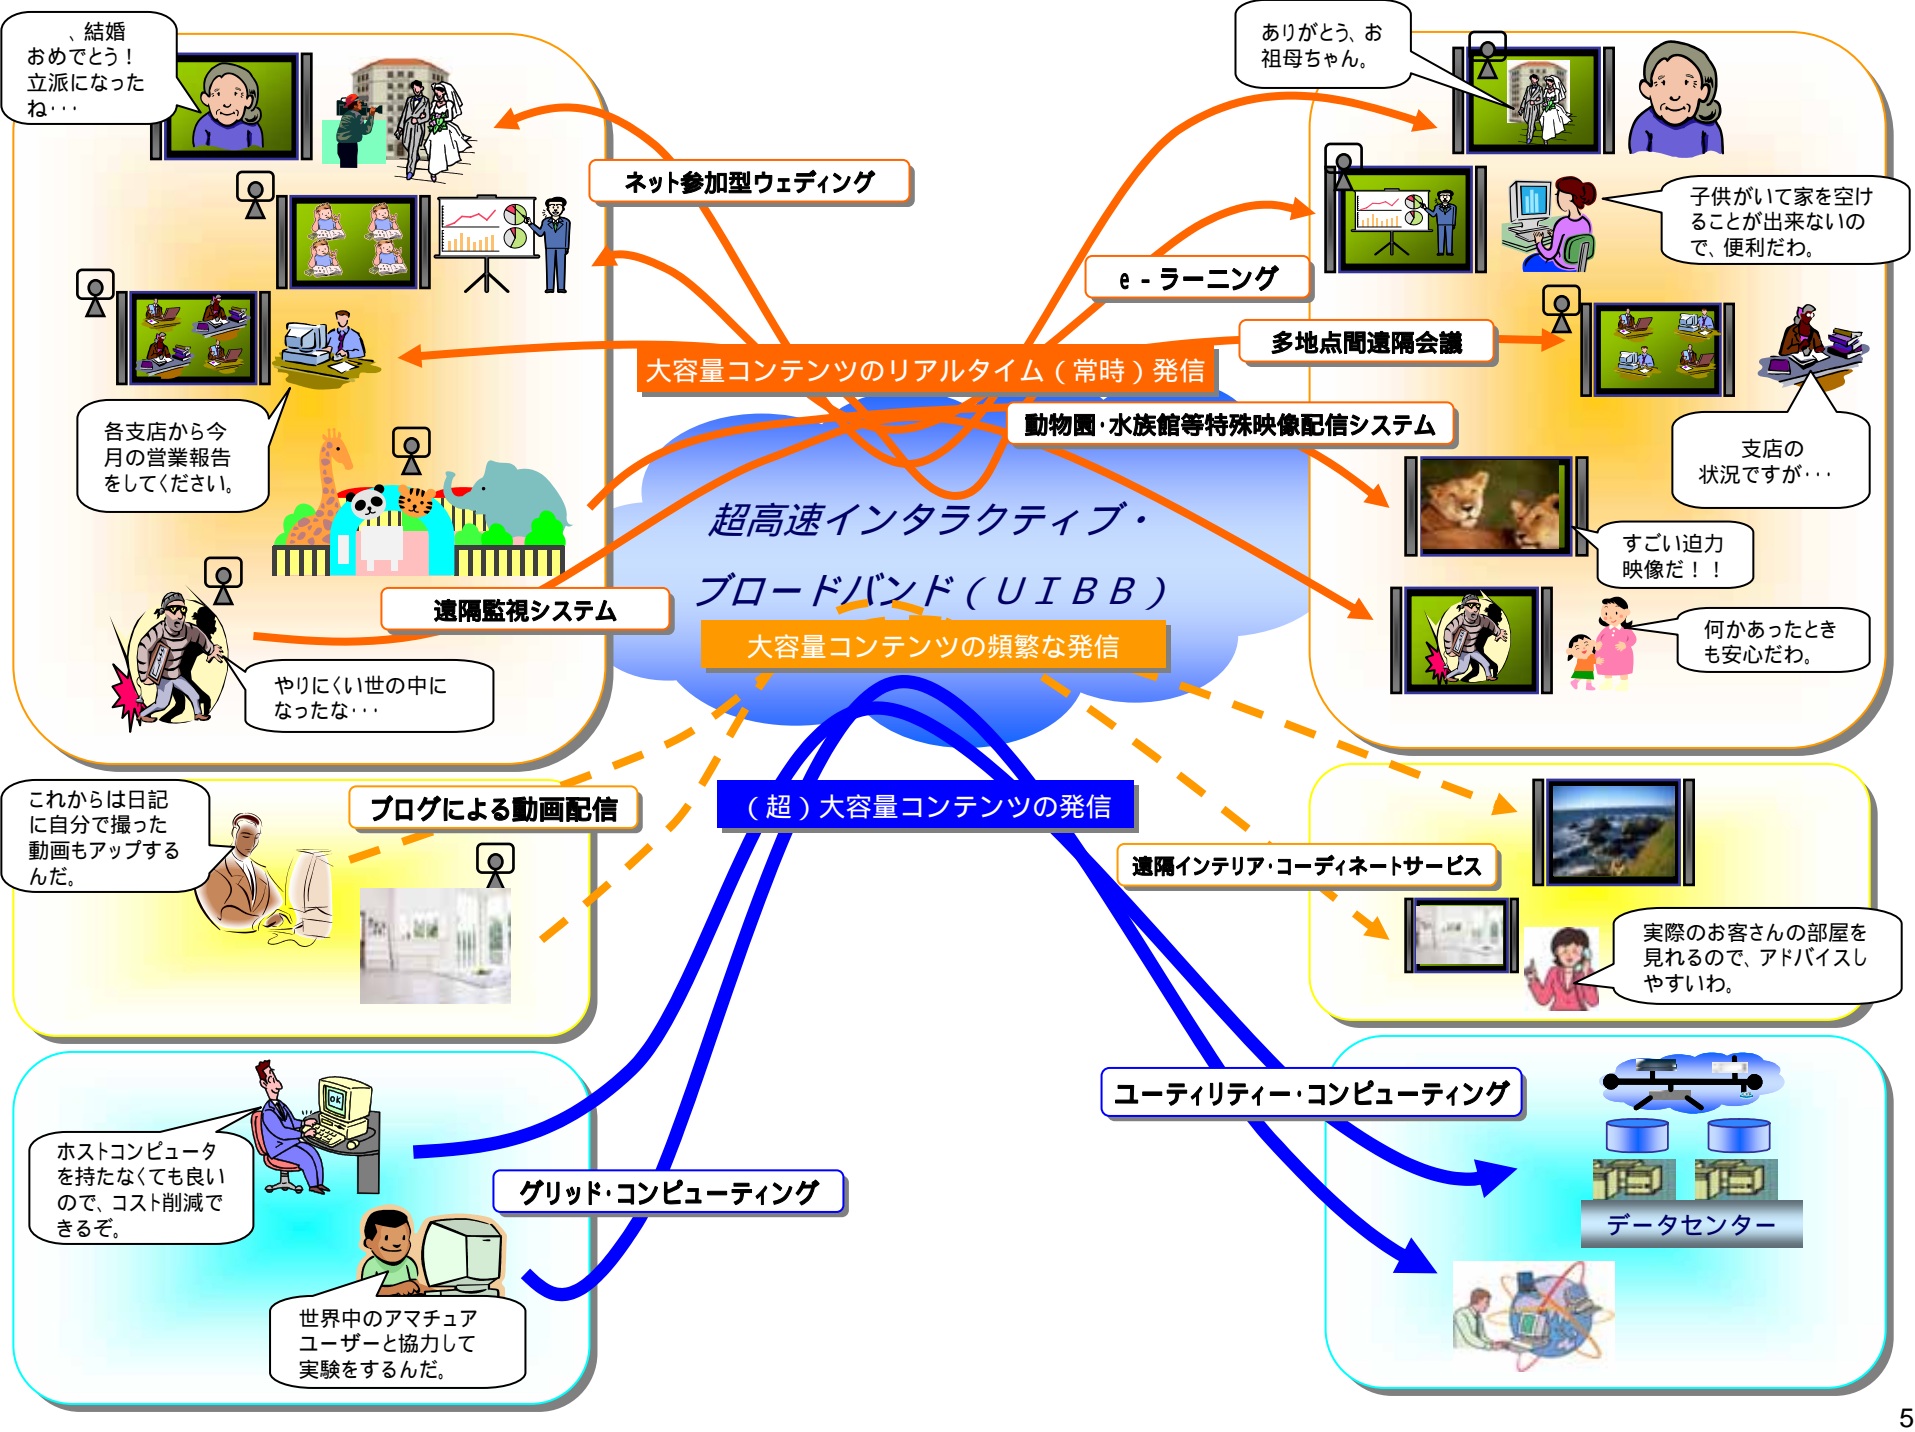 、結婚
おめでとう！
立派になった
ね・・・
ありがとう、お
祖母ちゃん。
ネット参加型ウェディング
子供がいて家を空け
ることが出来ないの
で、便利だわ。
e－ラーニング
多地点間遠隔会議
大容量コンテンツのリアルタイム（常時）発信
動物園・水族館等特殊映像配信システム
各支店から今
月の営業報告
をしてください。
支店の
状況ですが・・・
超高速インタラクティブ・
ブロードバンド（ＵＩＢＢ）
すごい迫力
映像だ！！
遠隔監視システム
何かあったとき
も安心だわ。
大容量コンテンツの頻繁な発信
やりにくい世の中に
なったな・・・
これからは日記
に自分で撮った
動画もアップする
んだ。
ブログによる動画配信
（超）大容量コンテンツの発信
遠隔インテリア・コーディネートサービス
実際のお客さんの部屋を
見れるので、アドバイスし
やすいわ。
ユーティリティー・コンピューティング
OK
ホストコンピュータ
を持たなくても良い
ので、コスト削減で
きるぞ。
グリッド・コンピューティング
データセンター
世界中のアマチュア
ユーザーと協力して
実験をするんだ。
5